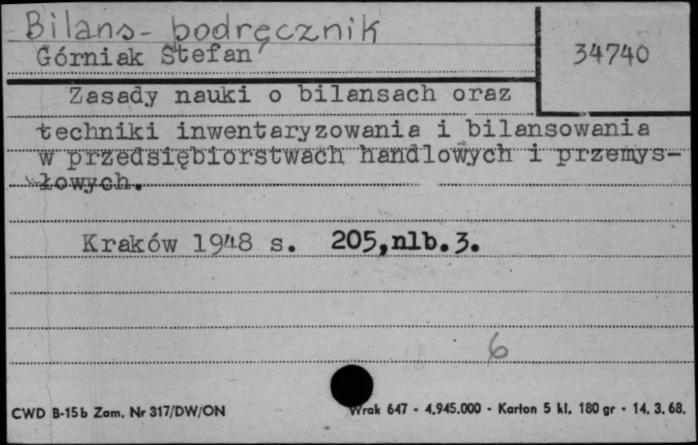 Bilans - podręcznik
Górniak Stefan
34740
Zasady nauki o bilansach oraz
techniki inwentaryzowania i bilansowania
w przedsiębiorstwach handlowych i przemys-
łowych.
Kraków 1948 s. 205,nlb.3.
6
CWD B-15b Zam. Nr 317/DW/ON
Wrak 647 - 4.945.000 - Karton 5 kl. 180 gr - 14. 3. 68.